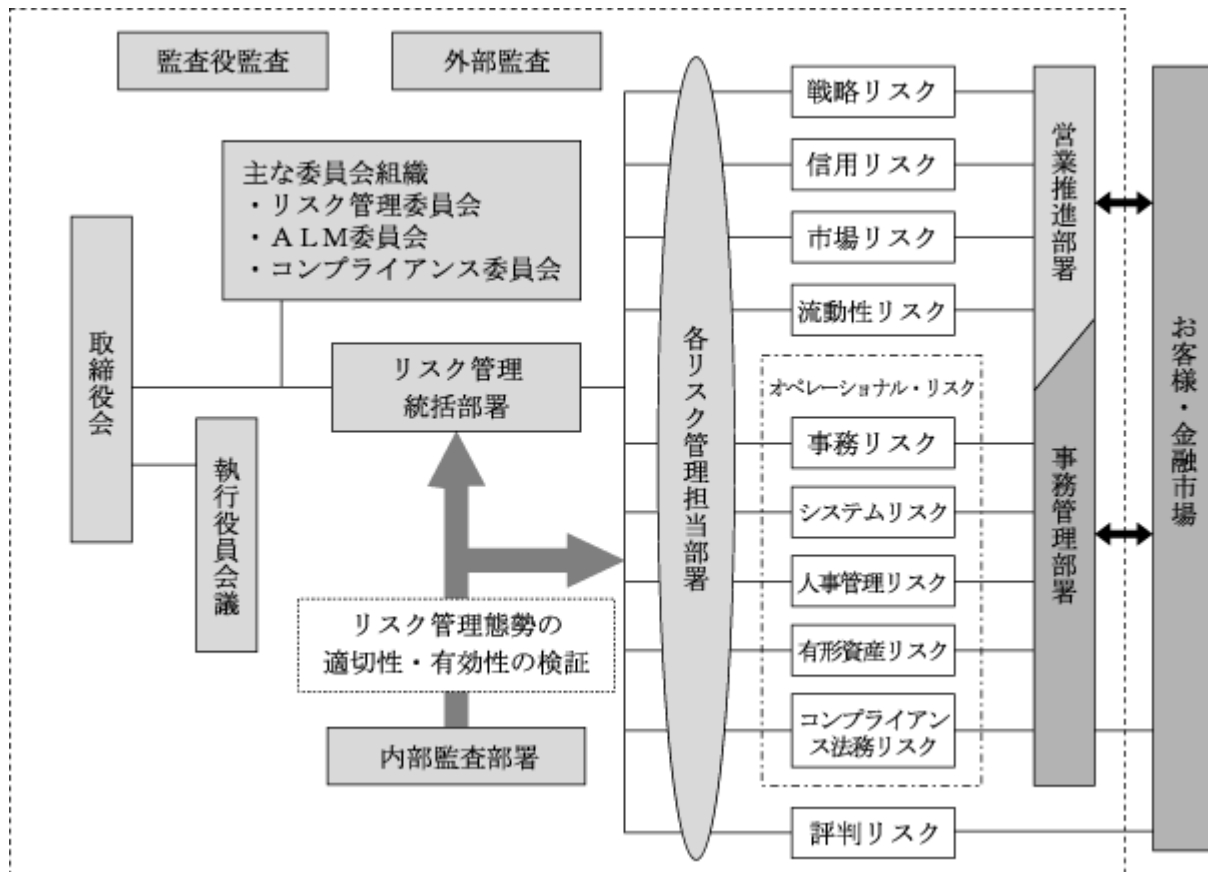 監査役監査
外部監査
主な委員会組織
・リスク管理委員会
・ＡＬＭ委員会
・コンプライアンス委員会
取締役会
リスク管理
統括部署
執行役員会議
リスク管理態勢の
適切性・有効性の検証
内部監査部署
各リスク管理担当部署
戦略リスク
信用リスク
市場リスク
流動性リスク
オペレーショナル・リスク
事務リスク
システムリスク
人事管理リスク
有形資産リスク
コンプライアン
ス法務リスク
評判リスク
営業推進部署
事務管理部署
お客様・金融市場